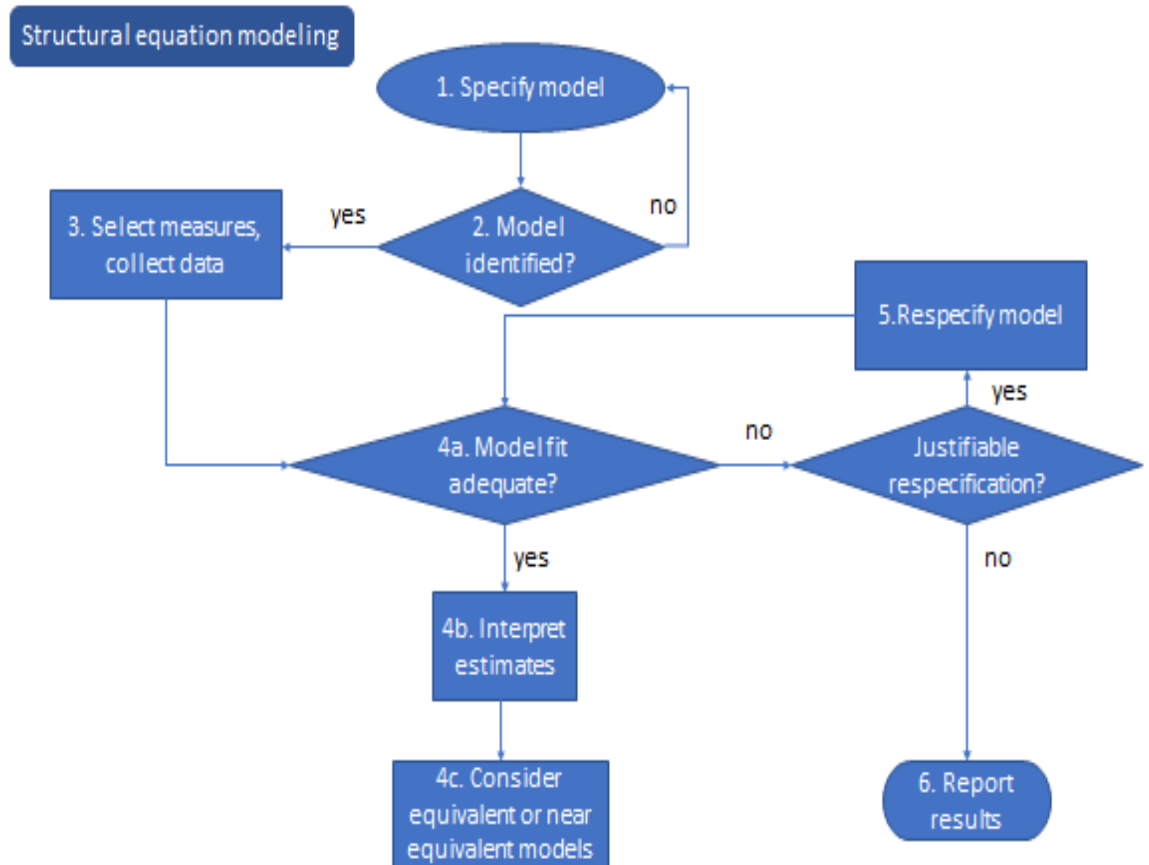 Structural equation modeling
1. Specify model
no
yes
2. Model
identified?
3. Select measures,
collect data
5.Respecify model
yes
no
4a. Model fit
adequate?
Justifiable
respecification?
yes
no
4b. Interpret
estimates
4c. Consider
equivalent or near
equivalent models
6. Report
results